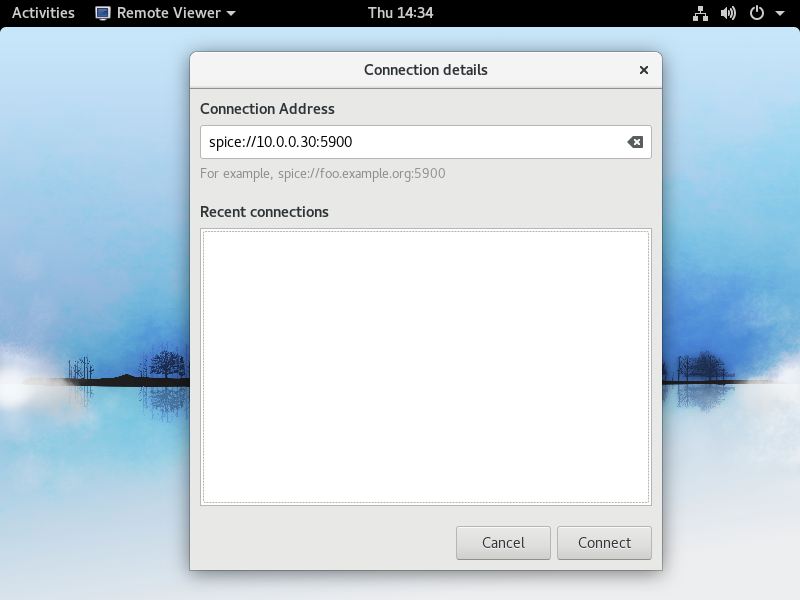 Activities Remote Viewer Thu 14:34
Connection details
Connection Address
spice://10.0.0.30:5900
For example, spice://foo.example.org:5900
Recent connections
Cancel Connect